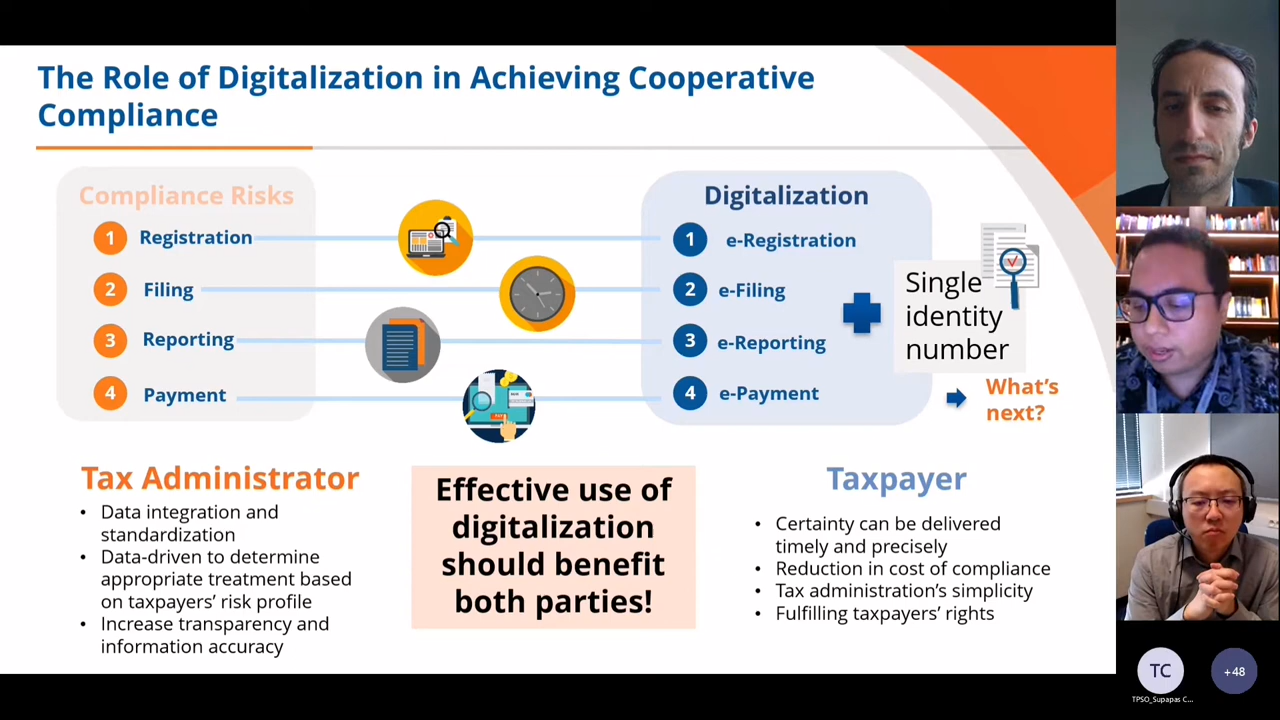 The Role of Digitalization in Achieving Cooperative
Compliance
Compliance Risks
1 Registration
2 Filing
3 Reporting
4 Payment
Digitalization
1 e-Registration
2 e-Filing
3 e-Reporting
4 e-Payment
Single
identity
number
What's
next?
Tax Administrator
• Data integration and
standardization
• Data-driven to determine
appropriate treatment based
on taxpayers' risk profile
• Increase transparency and
information accuracy
Effective use of
digitalization
should benefit
both parties!
Taxpayer
• Certainty can be delivered
timely and precisely
• Reduction in cost of compliance
• Tax administration's simplicity
• Fulfilling taxpayers' rights
TC
+48
TPSO_Supapas C...